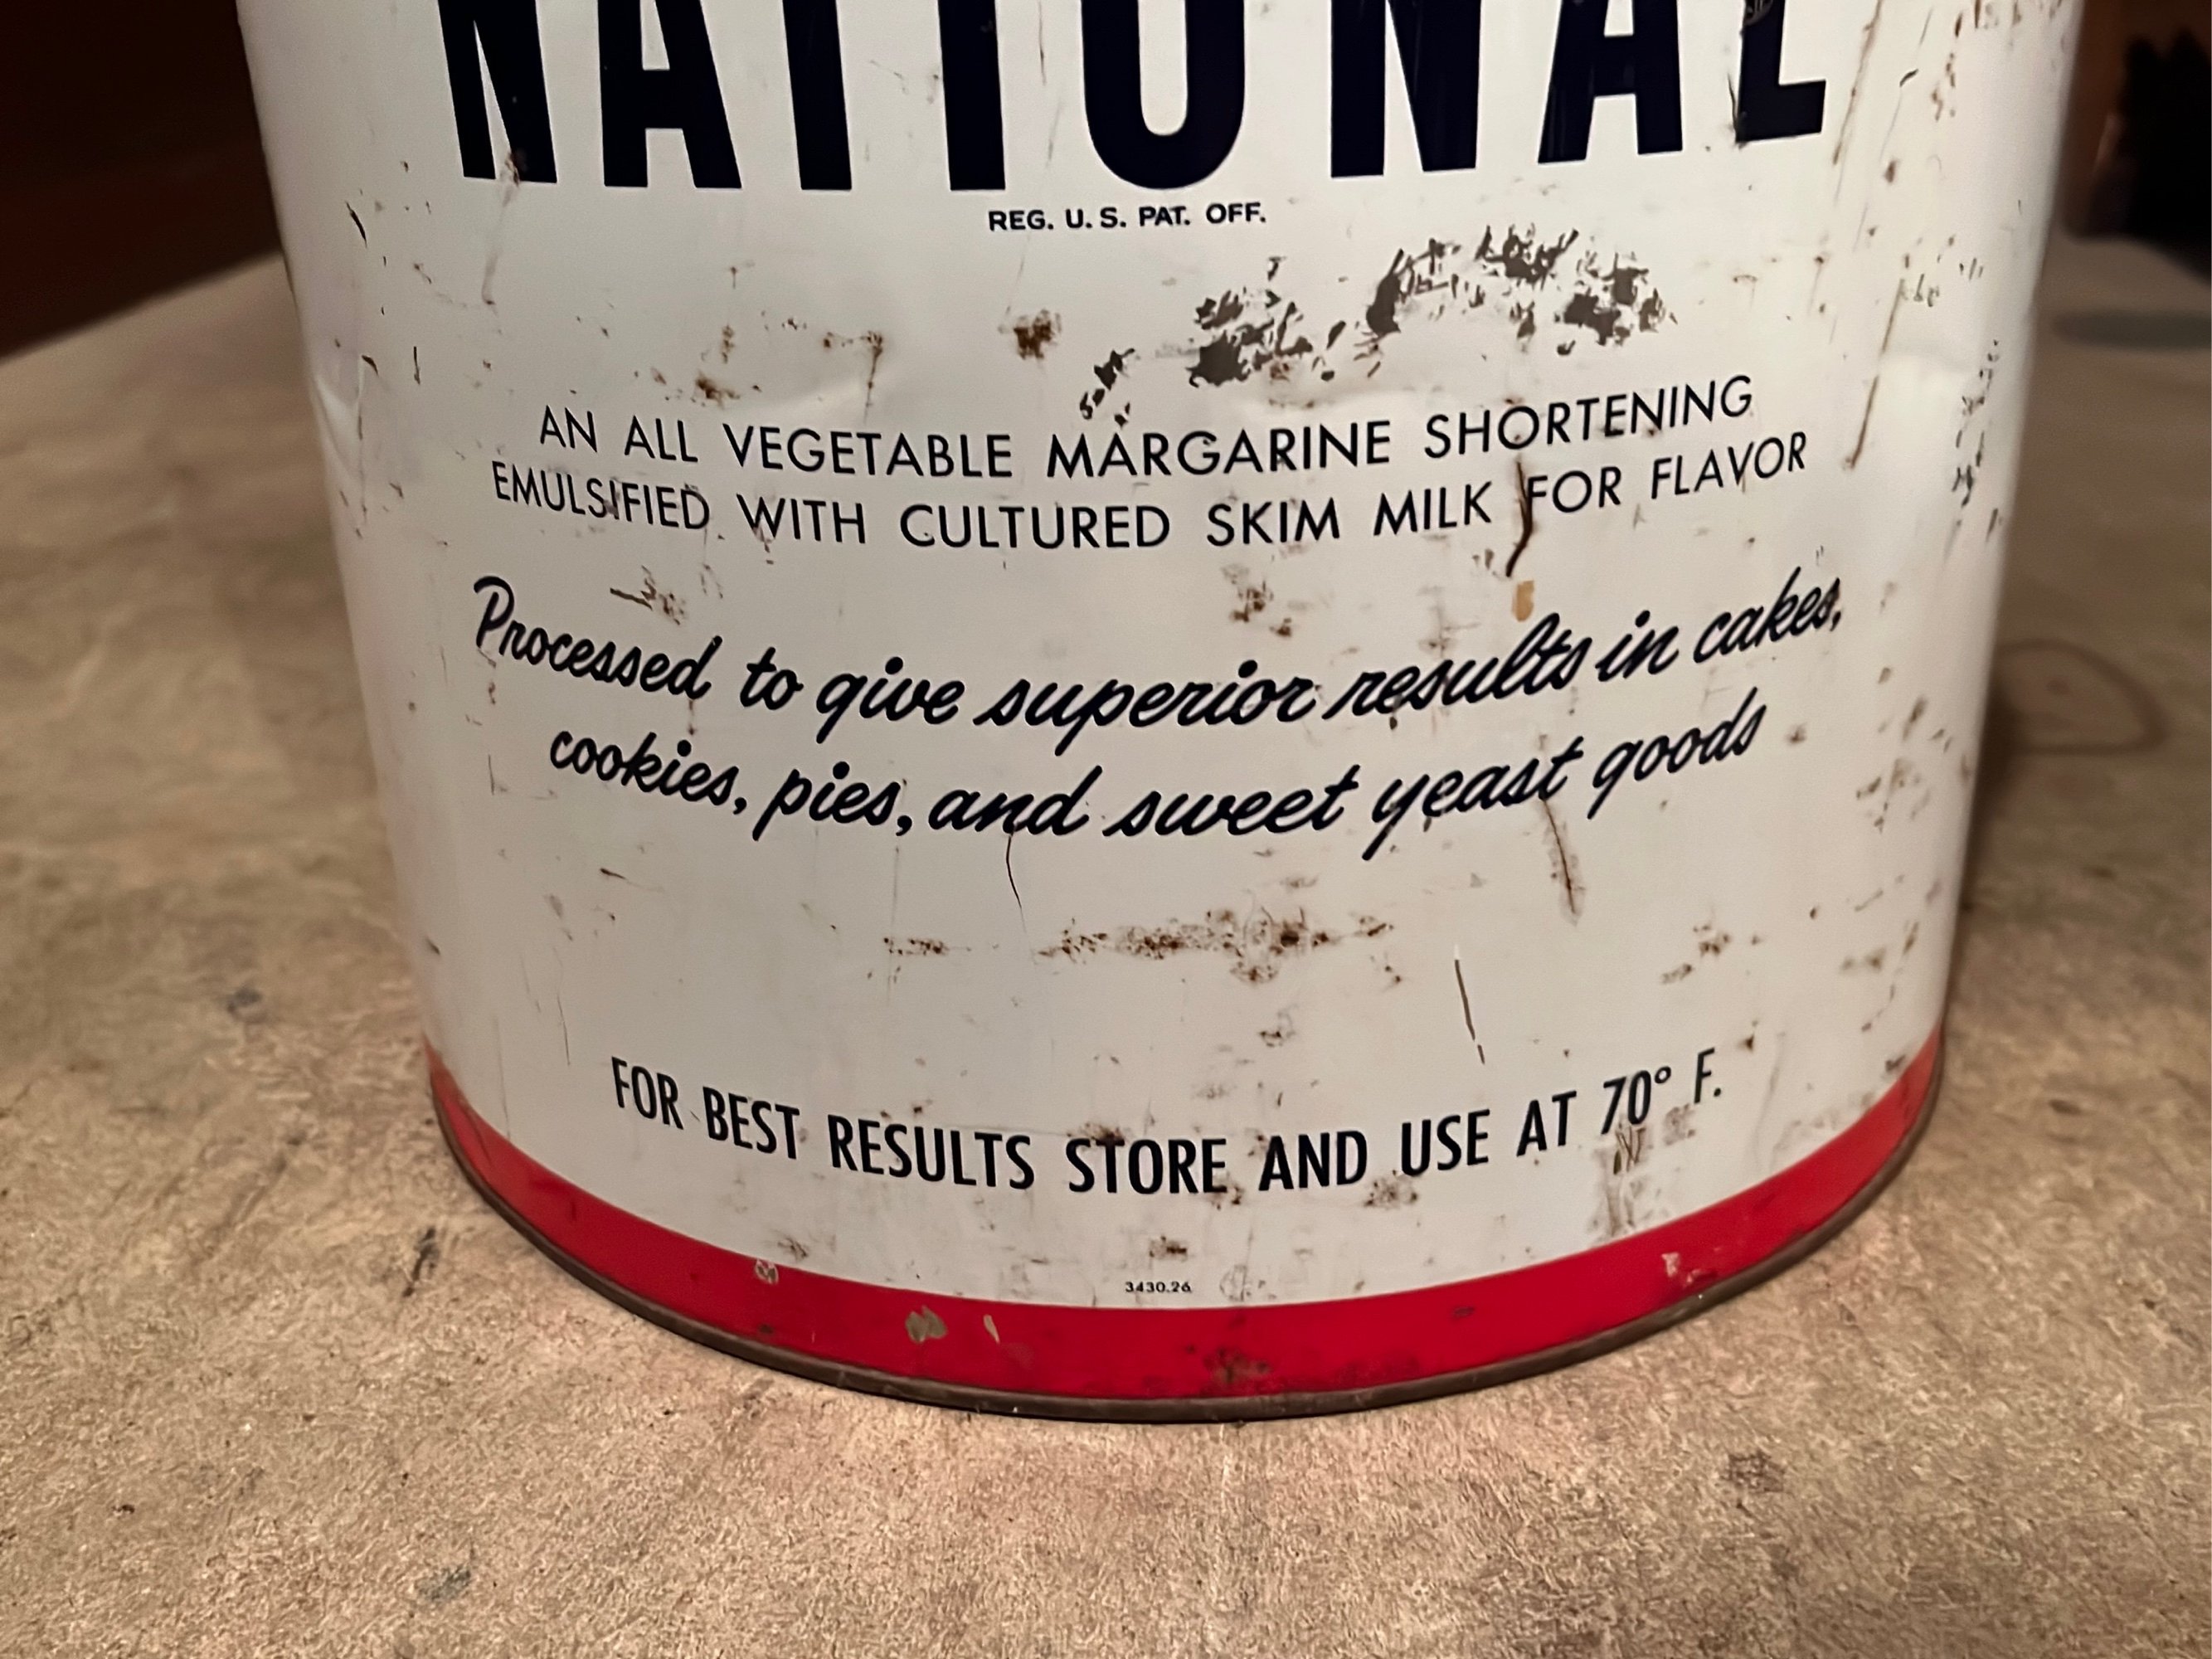 NATIONAL
REG. U. S. PAT. OFF.
AN ALL VEGETABLE MARGARINE SHORTENING
EMULSIFIED WITH CULTURED SKIM MILK FOR FLAVOR
Processed to give superior results in cakes,
cookies, pies, and sweet yeast goods
FOR BEST RESULTS STORE AND USE AT 70° F.
3430.26